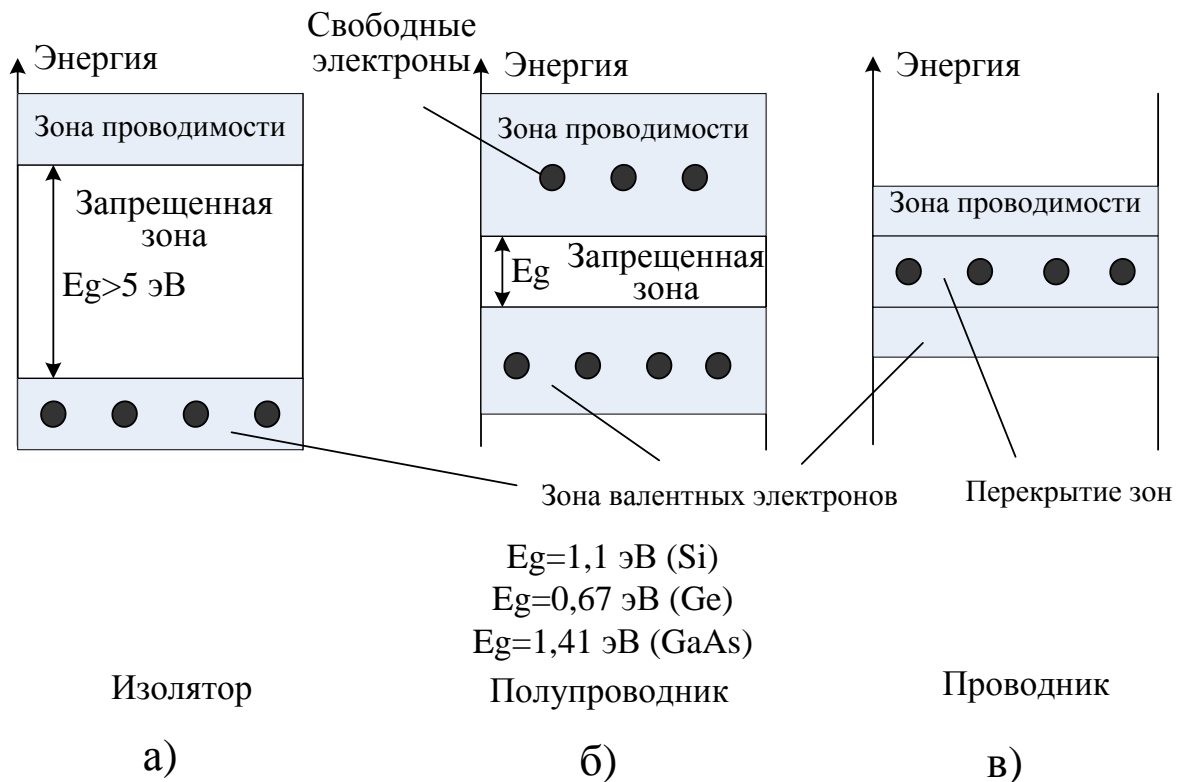 Свободные
электроны
Энергия
Энергия
Энергия
Зона проводимости
Зона проводимости
Зона проводимости
Запрещенная
зона
Eg>5 эВ
Eg
Запрещенная
зона
Зона валентных электронов
Перекрытие зон
Eg=1,1 эВ (Si)
Eg=0,67 эВ (Ge)
Eg=1,41 эВ (GaAs)
Изолятор
Полупроводник
Проводник
а)
б)
в)